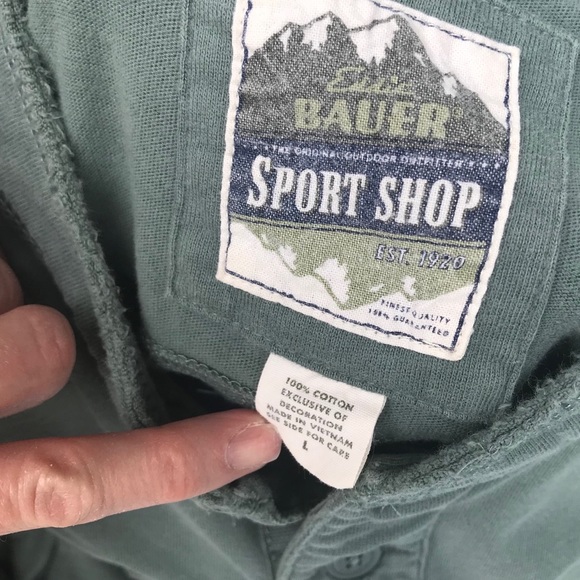 Eddie
BAUER
THE ORIGINAL OUTDOOR OUTFITTER
SPORT SHOP
EST. 1920
FINEST QUALITY
100% GUARANTEED
100% COTTON
EXCLUSIVE OF
DECORATION
MADE IN VIETNAM
SEE SIDE FOR CARE
L